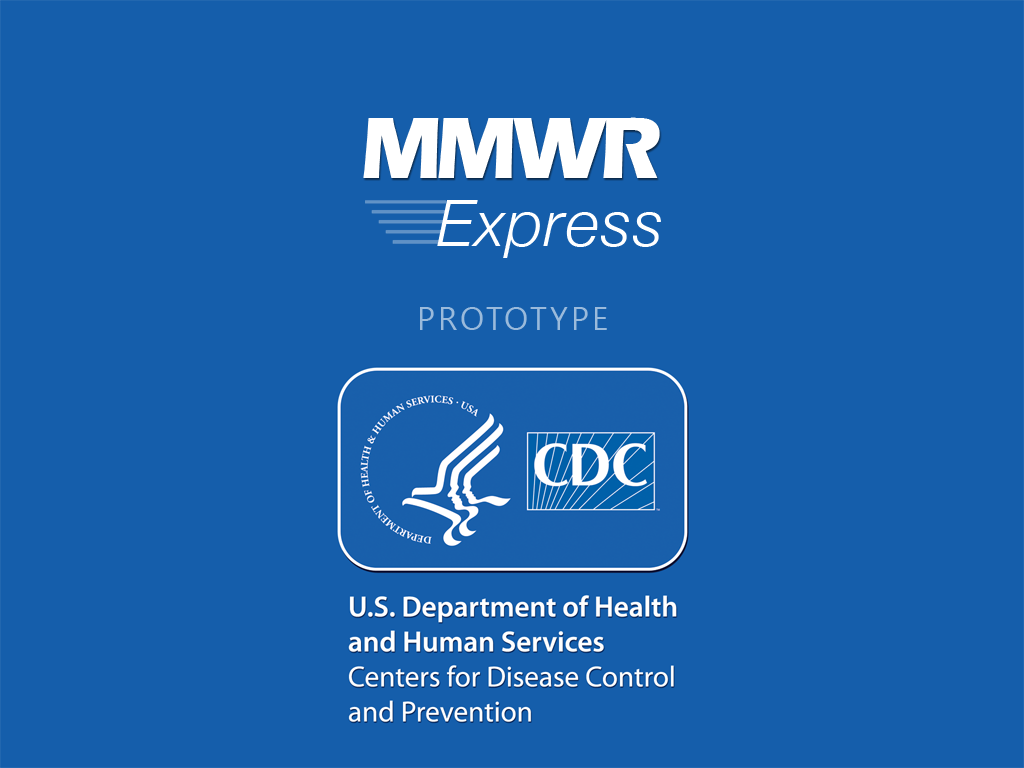 MMWR
Express
PROTOTYPE
DEPARTMENT OF HEALTH & HUMAN SERVICES · USA
CDC
U.S. Department of Health
and Human Services
Centers for Disease Control
and Prevention